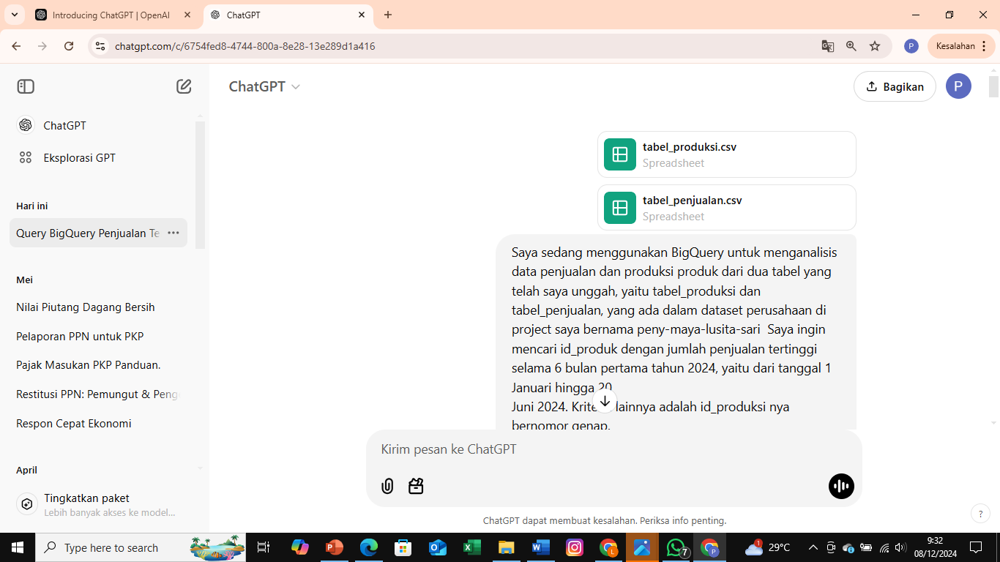 Introducing ChatGPT | OpenAI
ChatGPT
chatgpt.com/c/6754fed8-4744-800a-8e28-13e289d1a416
P
Kesalahan
ChatGPT
Bagikan
P
ChatGPT
Eksplorasi GPT
Hari ini
Query BigQuery Penjualan Te
Mei
Nilai Piutang Dagang Bersih
Pelaporan PPN untuk PKP
Pajak Masukan PKP Panduan.
Restitusi PPN: Pemungut & Peng
Respon Cepat Ekonomi
April
Tingkatkan paket
Lebih banyak akses ke model...
tabel_produksi.csv
Spreadsheet
tabel_penjualan.csv
Spreadsheet
Saya sedang menggunakan BigQuery untuk menganalisis
data penjualan dan produksi produk dari dua tabel yang
telah saya unggah, yaitu tabel_produksi dan
tabel_penjualan, yang ada dalam dataset perusahaan di
project saya bernama peny-maya-lusita-sari  Saya ingin
mencari id_produk dengan jumlah penjualan tertinggi
selama 6 bulan pertama tahun 2024, yaitu dari tanggal 1
Januari hingga
Juni 2024. Krite lainnya adalah id_produksi nya
bernomor genap.
Kirim pesan ke ChatGPT
ChatGPT dapat membuat kesalahan. Periksa info penting.
?
Type here to search
7
1
29°C
9:32
08/12/2024